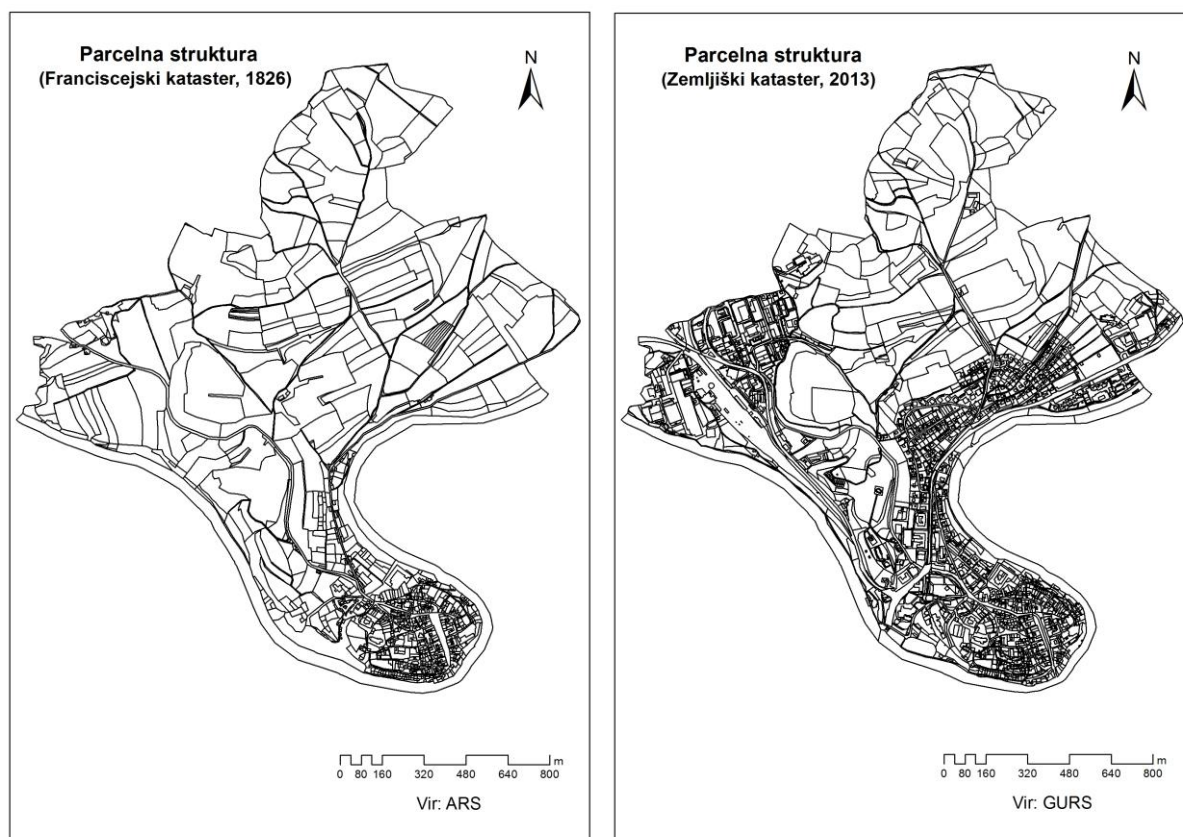 Parcelna struktura
(Franciscejski kataster, 1826)
N
m
0 80 160 320 480 640 800
Vir: ARS
Parcelna struktura
(Zemljiški kataster, 2013)
N
m
0 80 160 320 480 640 800
Vir: GURS